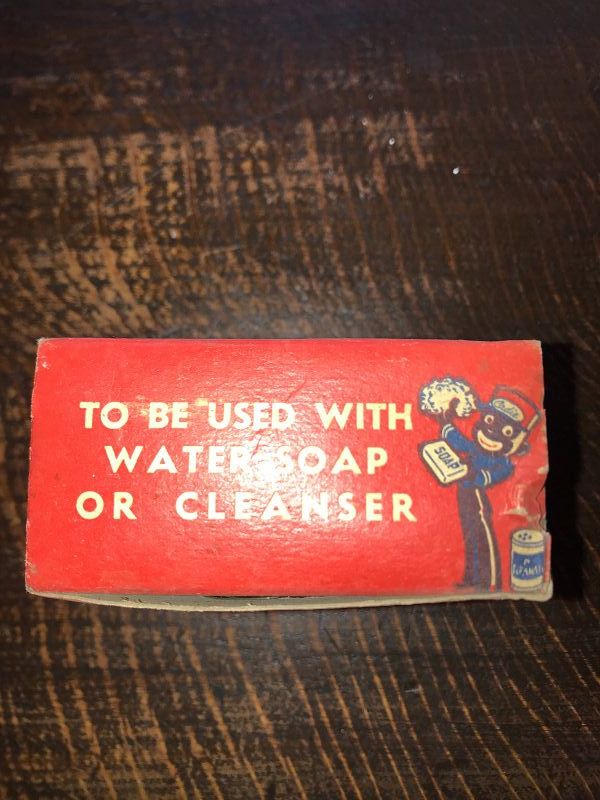 TO BE USED WITH
WATER SOAP
OR CLEANSER
SOAP